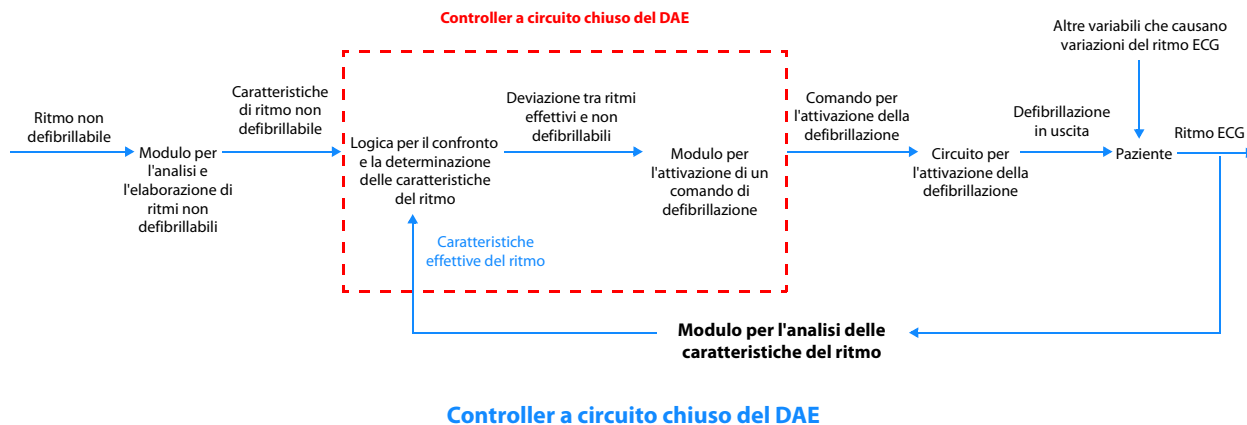 Controller a circuito chiuso del DAE
Altre variabili che causano
variazioni del ritmo ECG
Ritmo non
defibrillabile
Modulo per
l'analisi e
l'elaborazione di
ritmi non
defibrillabili
Caratteristiche
di ritmo non
defibrillabile
Logica per il confronto
e la determinazione
delle caratteristiche
del ritmo
Deviazione tra ritmi
effettivi e non
defibrillabili
Modulo per
l'attivazione di un
comando di
defibrillazione
Comando per
l'attivazione della
defibrillazione
Circuito per
l'attivazione della
defibrillazione
Defibrillazione
in uscita
Paziente
Ritmo ECG
Caratteristiche
effettive del ritmo
Modulo per l'analisi delle
caratteristiche del ritmo
Controller a circuito chiuso del DAE